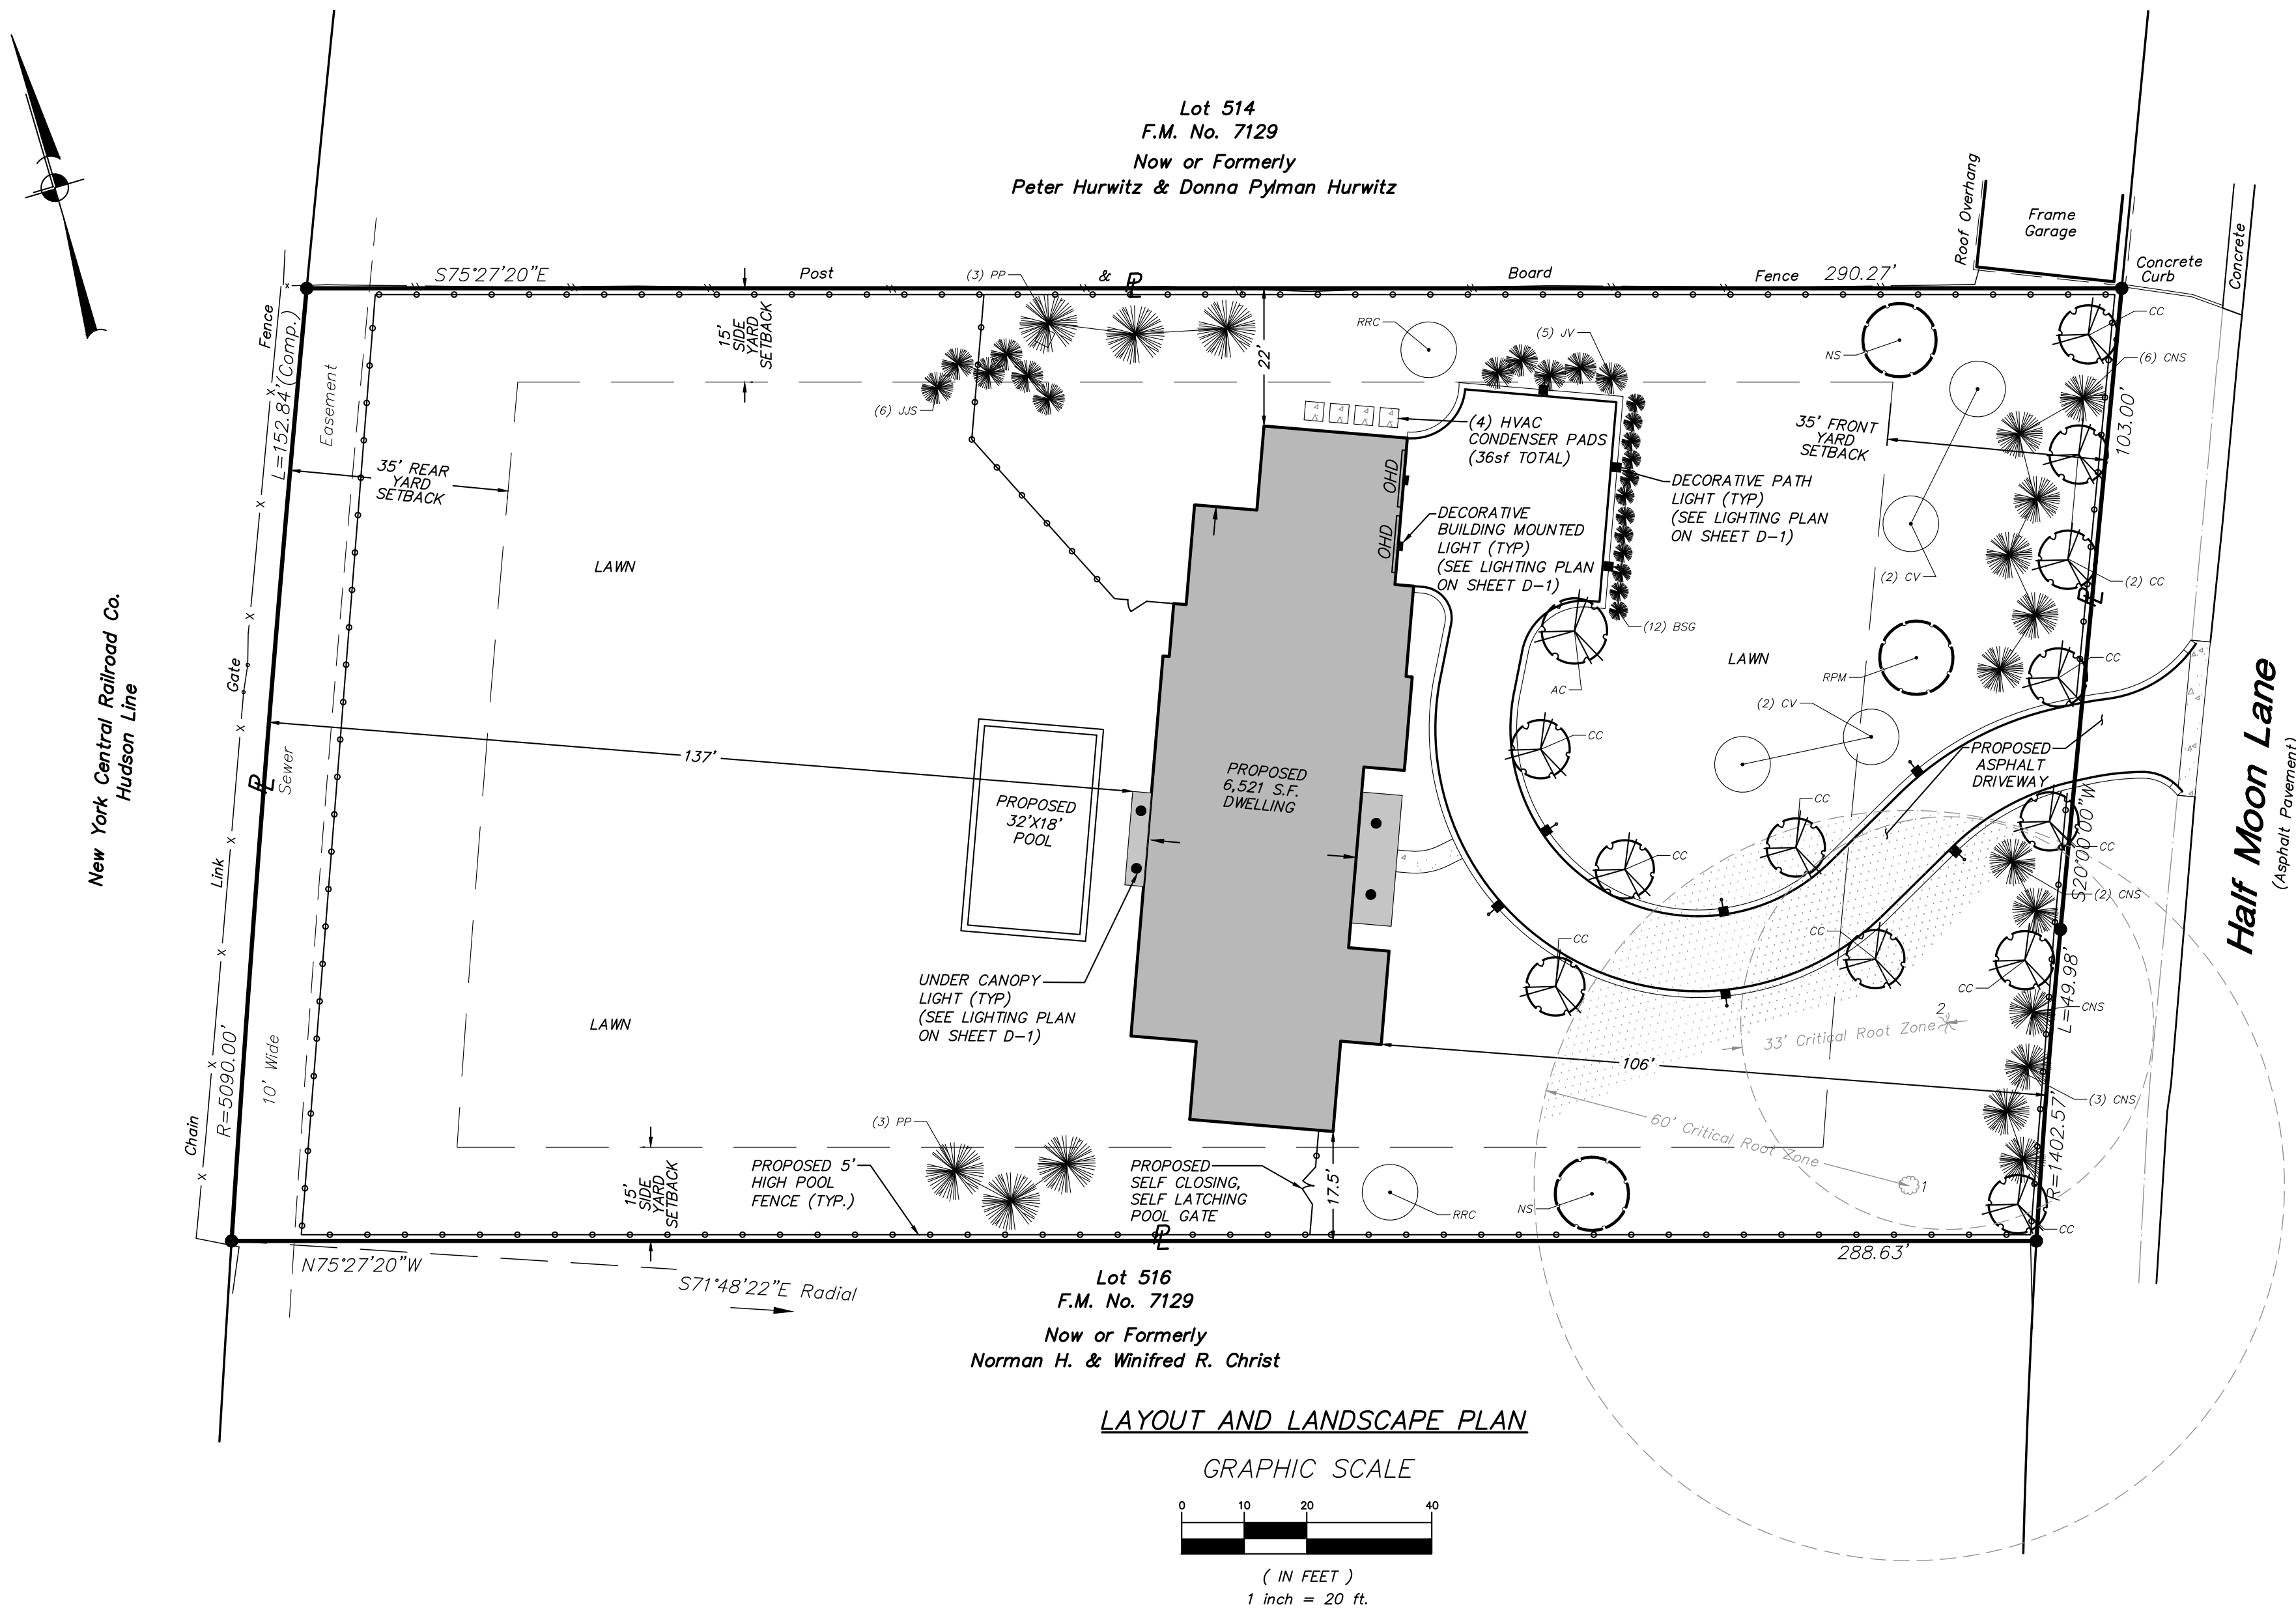 Lot 514
F.M. No. 7129
Now or Formerly
Peter Hurwitz & Donna Pylman Hurwitz
Roof Overhang
Frame
Garage
Concrete
Curb
Concrete
S75°27'20"E
Post
&
PL
Board
Fence
290.27'
Fence
L=152.84'(Comp.)
Easement
15'
SIDE
YARD
SETBACK
(3) PP
(6) JJS
22'
RRC
(5) JV
NS
CC
(6) CNS
103.00'
35' FRONT
YARD
SETBACK
35' REAR
YARD
SETBACK
(4) HVAC
CONDENSER PADS
(36sf TOTAL)
OHD
OHD
DECORATIVE
BUILDING MOUNTED
LIGHT (TYP)
(SEE LIGHTING PLAN
ON SHEET D-1)
DECORATIVE PATH
LIGHT (TYP)
(SEE LIGHTING PLAN
ON SHEET D-1)
(2) CV
(2) CC
PL
LAWN
(12) BSG
LAWN
CC
RPM
AC
(2) CV
CC
New York Central Railroad Co.
Hudson Line
Gate
137'
PL
Sewer
PROPOSED
32'X18'
POOL
PROPOSED
6,521 S.F.
DWELLING
PROPOSED
ASPHALT
DRIVEWAY
Half Moon Lane
(Asphalt Pavement)
CC
CC
CC
S20°00'00"W
(2) CNS
Link
CC
CC
CC
UNDER CANOPY
LIGHT (TYP)
(SEE LIGHTING PLAN
ON SHEET D-1)
LAWN
L=49.98'
CNS
2
33' Critical Root Zone
106'
(3) CNS
10' Wide
R=5090.00'
Chain
R=1402.57'
60' Critical Root Zone
1
(3) PP
15'
SIDE
YARD
SETBACK
PROPOSED 5'
HIGH POOL
FENCE (TYP.)
PROPOSED
SELF CLOSING,
SELF LATCHING
POOL GATE
17.5'
RRC
NS
CC
PL
N75°27'20"W
288.63'
S71°48'22"E Radial
Lot 516
F.M. No. 7129
Now or Formerly
Norman H. & Winifred R. Christ
LAYOUT AND LANDSCAPE PLAN
GRAPHIC SCALE
0 10 20 40
( IN FEET )
1 inch = 20 ft.